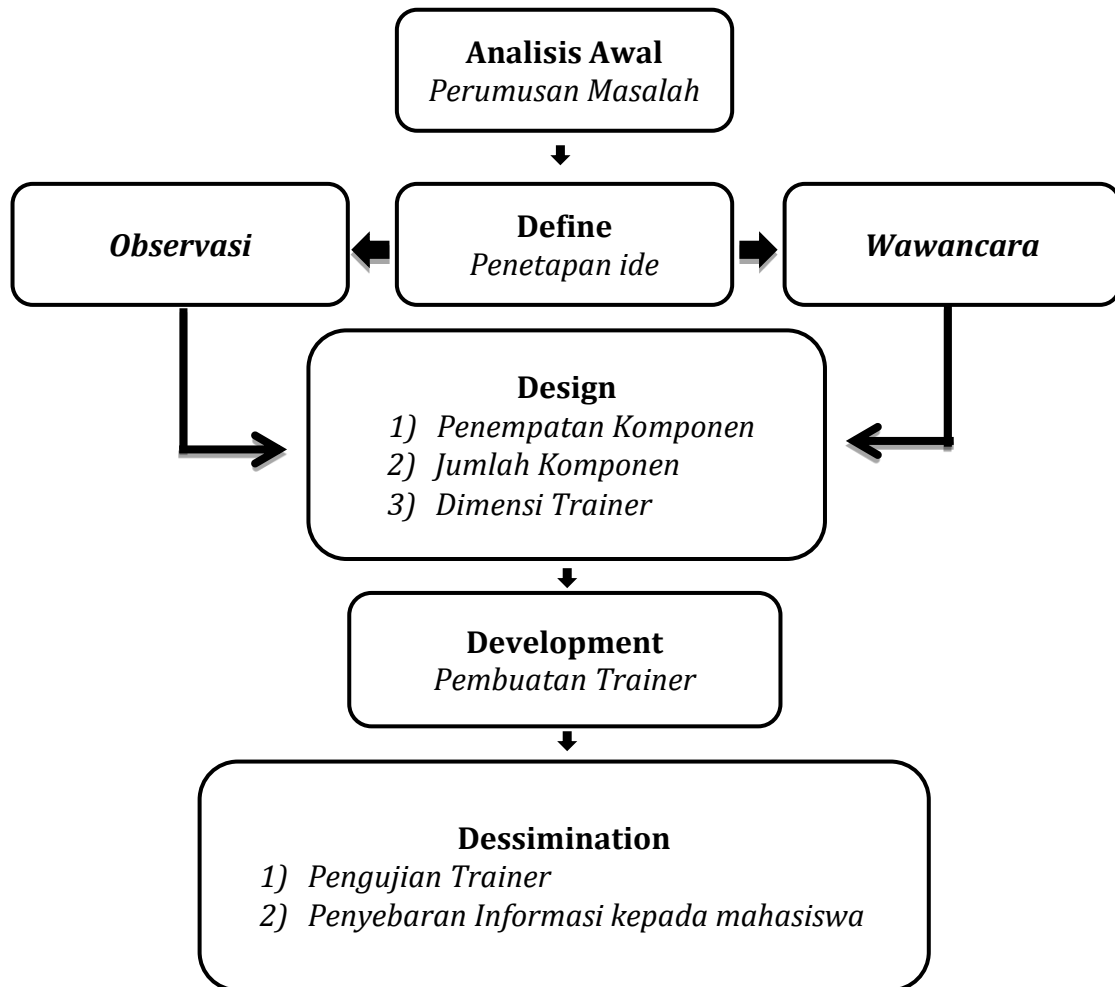 Analisis Awal
Perumusan Masalah
Observasi
Define
Penetapan ide
Wawancara
Design
1) Penempatan Komponen
2) Jumlah Komponen
3) Dimensi Trainer
Development
Pembuatan Trainer
Dessimination
1) Pengujian Trainer
2) Penyebaran Informasi kepada mahasiswa